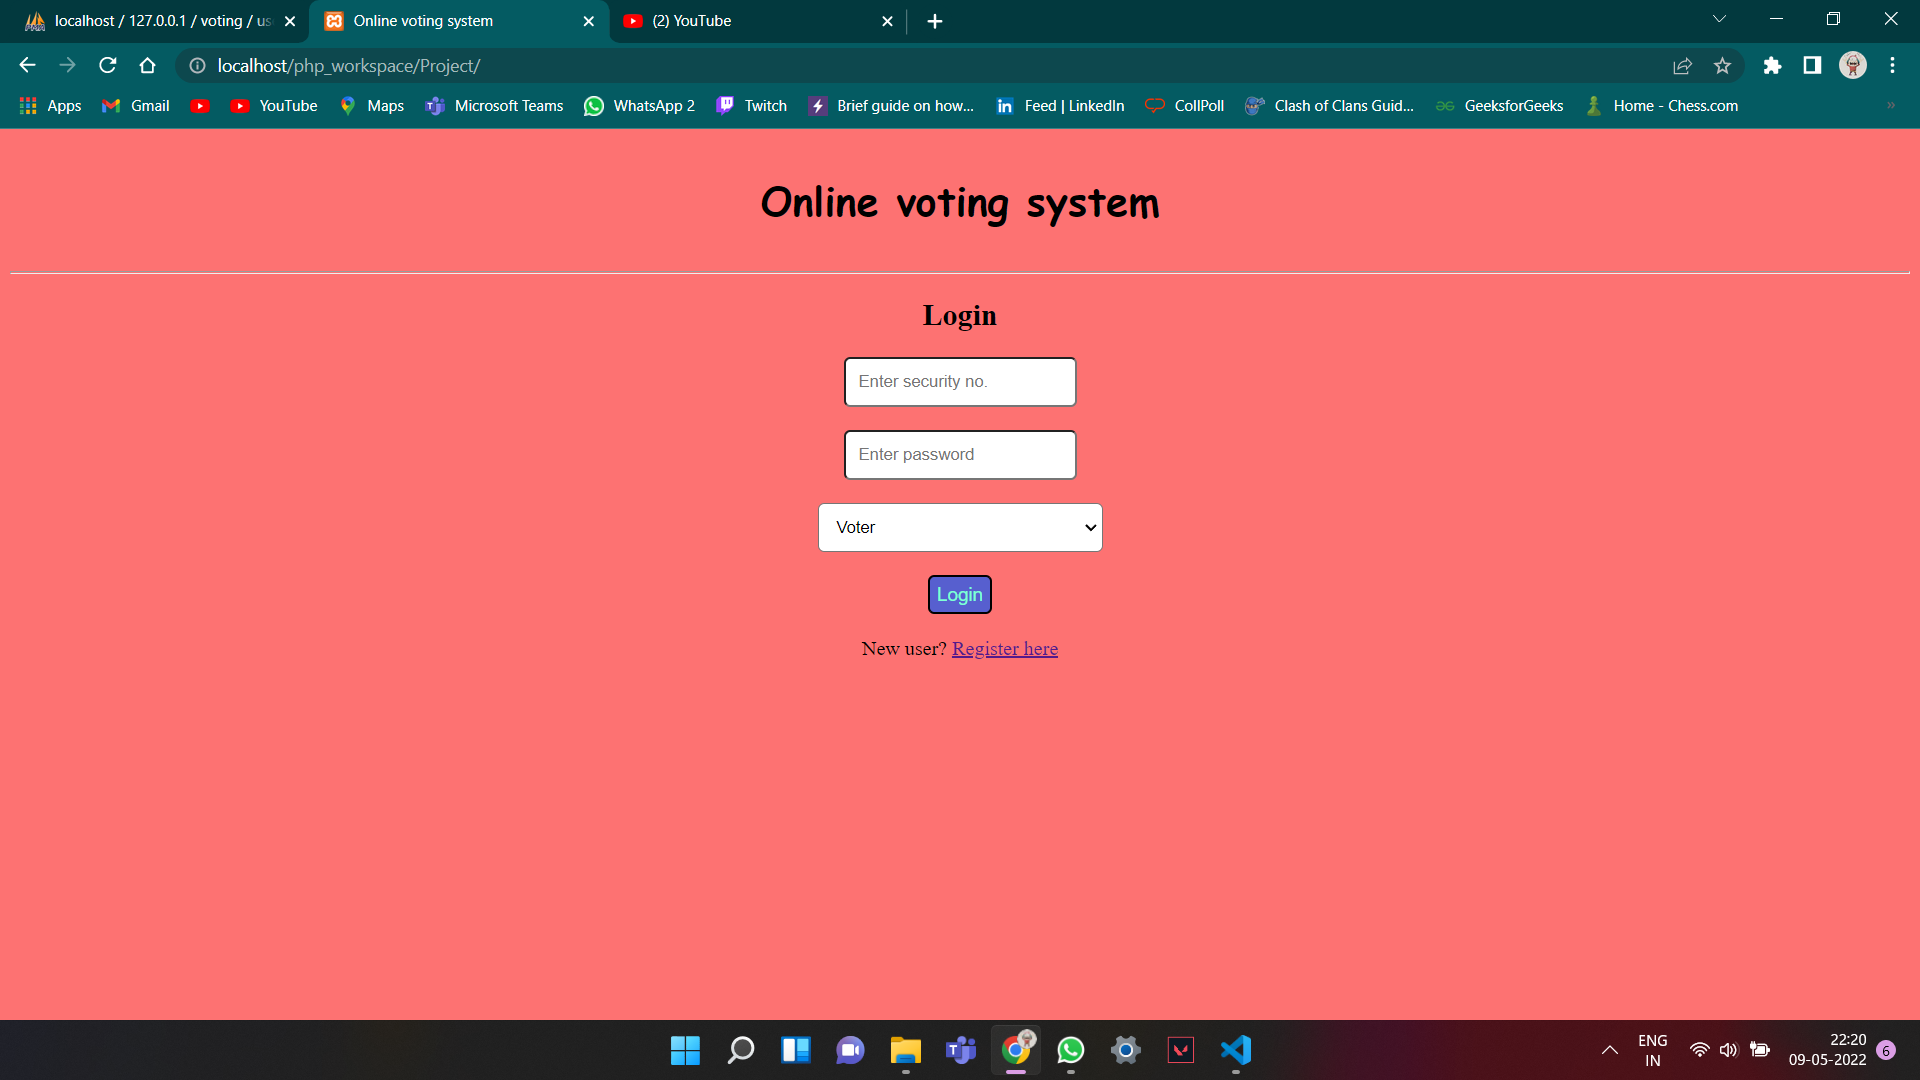 localhost / 127.0.0.1 / voting / us
Online voting system
(2) YouTube
localhost/php_workspace/Project/
Apps
Gmail
YouTube
Maps
Microsoft Teams
WhatsApp 2
Twitch
Brief guide on how...
in
Feed | LinkedIn
CollPoll
Clash of Clans Guid...
GeeksforGeeks
Home - Chess.com
»
Online voting system
Login
Enter security no.
Enter password
Voter
Login
New user? Register here
ENG
IN
22:20
09-05-2022
6